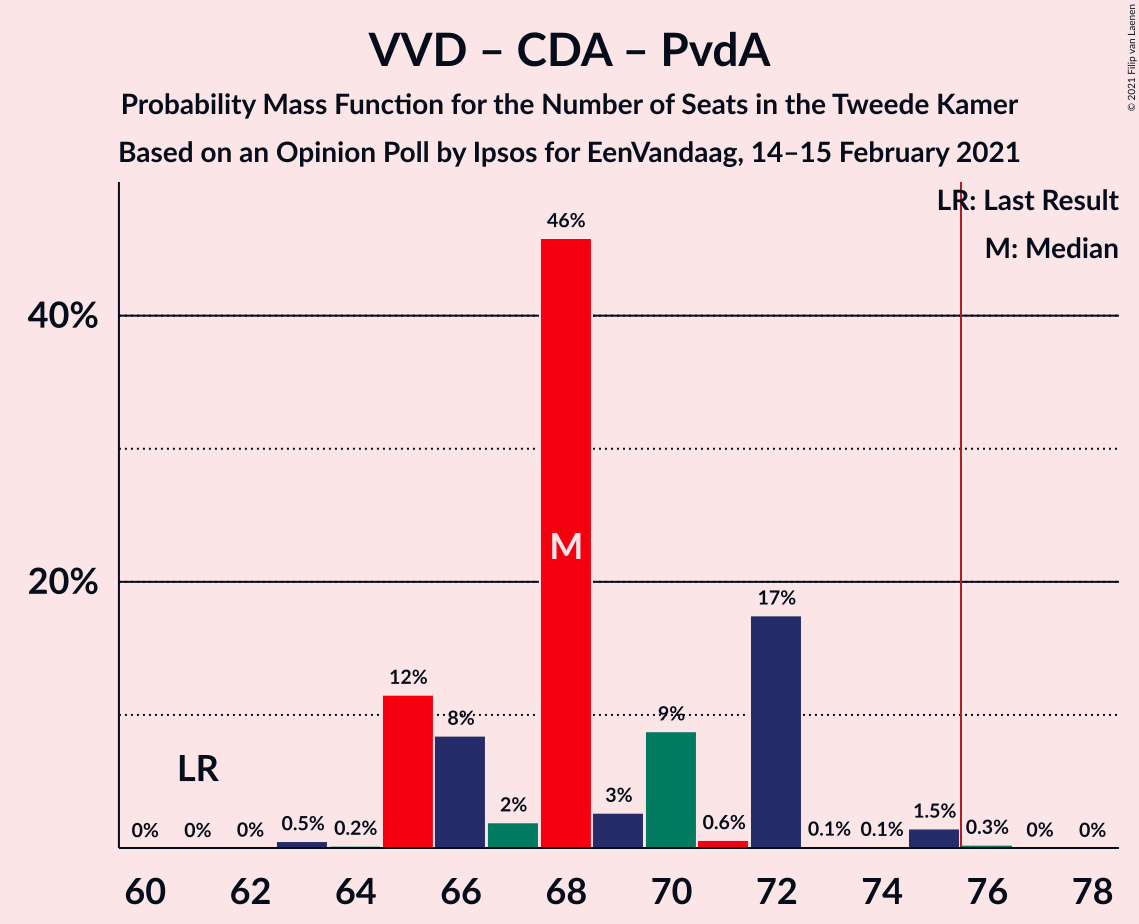 VVD – CDA – PvdA
Probability Mass Function for the Number of Seats in the Tweede Kamer
Based on an Opinion Poll by Ipsos for EenVandaag, 14–15 February 2021
© 2021 Filip van Laenen
LR: Last Result
M: Median
40%
20%
0% 0% 0% 0.5% 0.2% 12% 8% 2% 46% 3% 9% 0.6% 17% 0.1% 0.1% 1.5% 0.3% 0% 0%
LR
M
60 62 64 66 68 70 72 74 76 78